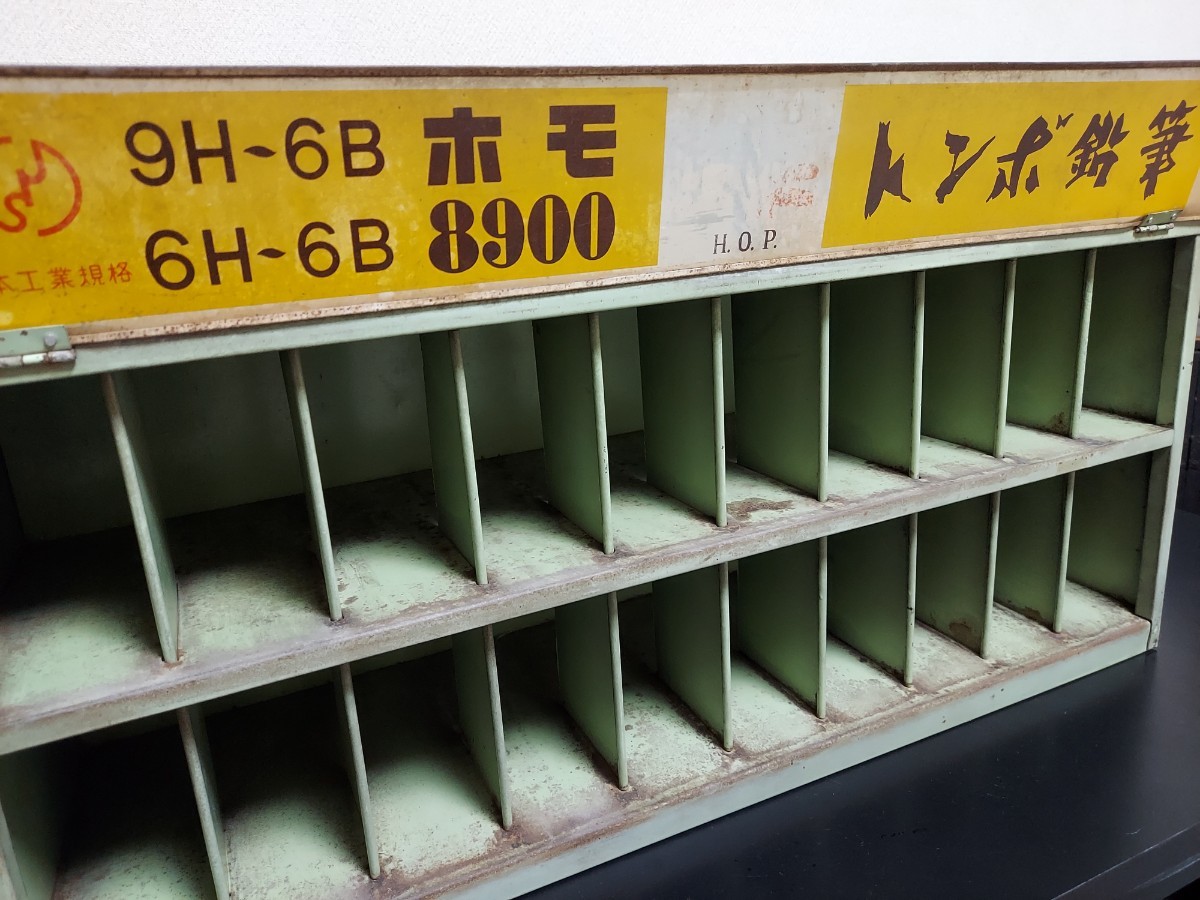 9H-6B ホモ
6H-6B 8900
本工業規格
H.O.P.
トンボ鉛筆